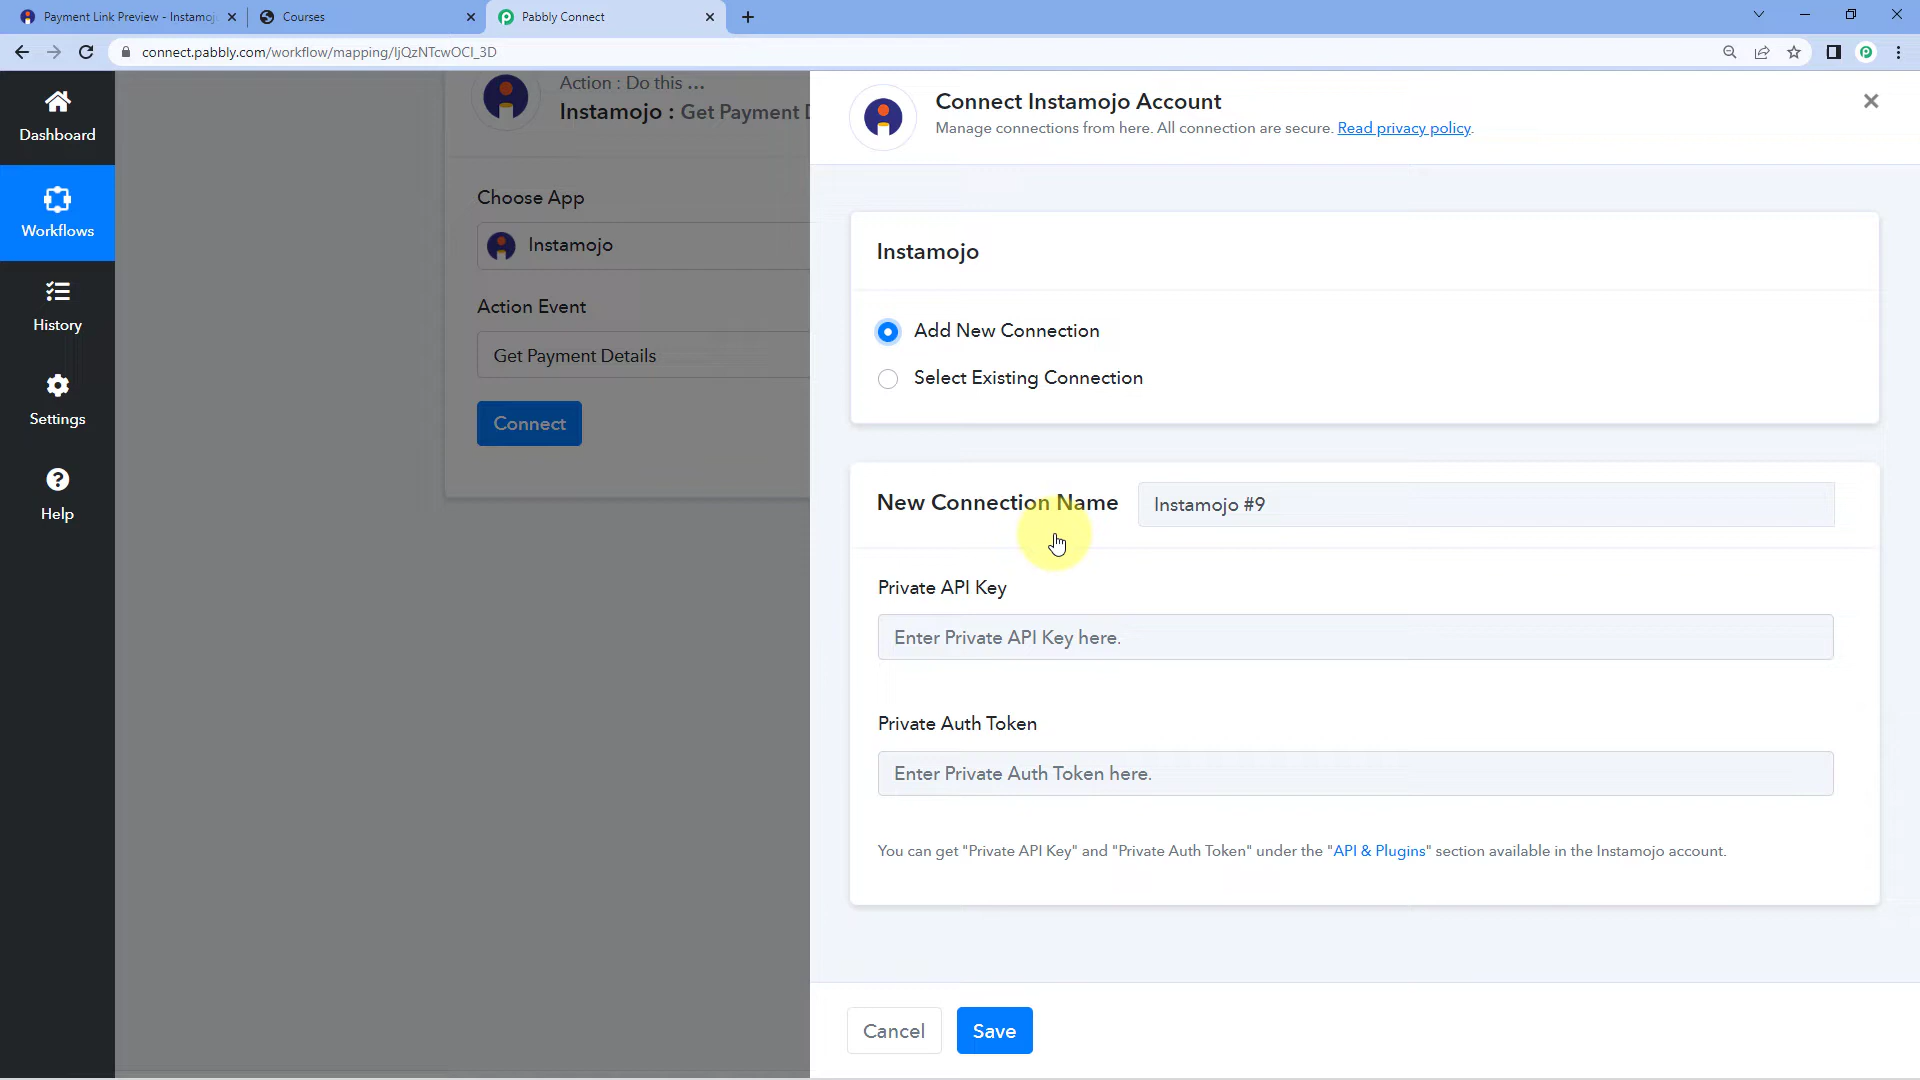 Payment Link Preview - Instamoj
Courses
Pabbly Connect
connect.pabbly.com/workflow/mapping/IjQzNTcwOCI_3D
Dashboard
Workflows
History
Settings
Help
Action : Do this ...
Instamojo : Get Payment D
Choose App
Instamojo
Action Event
Get Payment Details
Connect
Connect Instamojo Account
Manage connections from here. All connection are secure. Read privacy policy.
Instamojo
Add New Connection
Select Existing Connection
New Connection Name
Instamojo #9
Private API Key
Enter Private API Key here.
Private Auth Token
Enter Private Auth Token here.
You can get "Private API Key" and "Private Auth Token" under the "API & Plugins" section available in the Instamojo account.
Cancel
Save